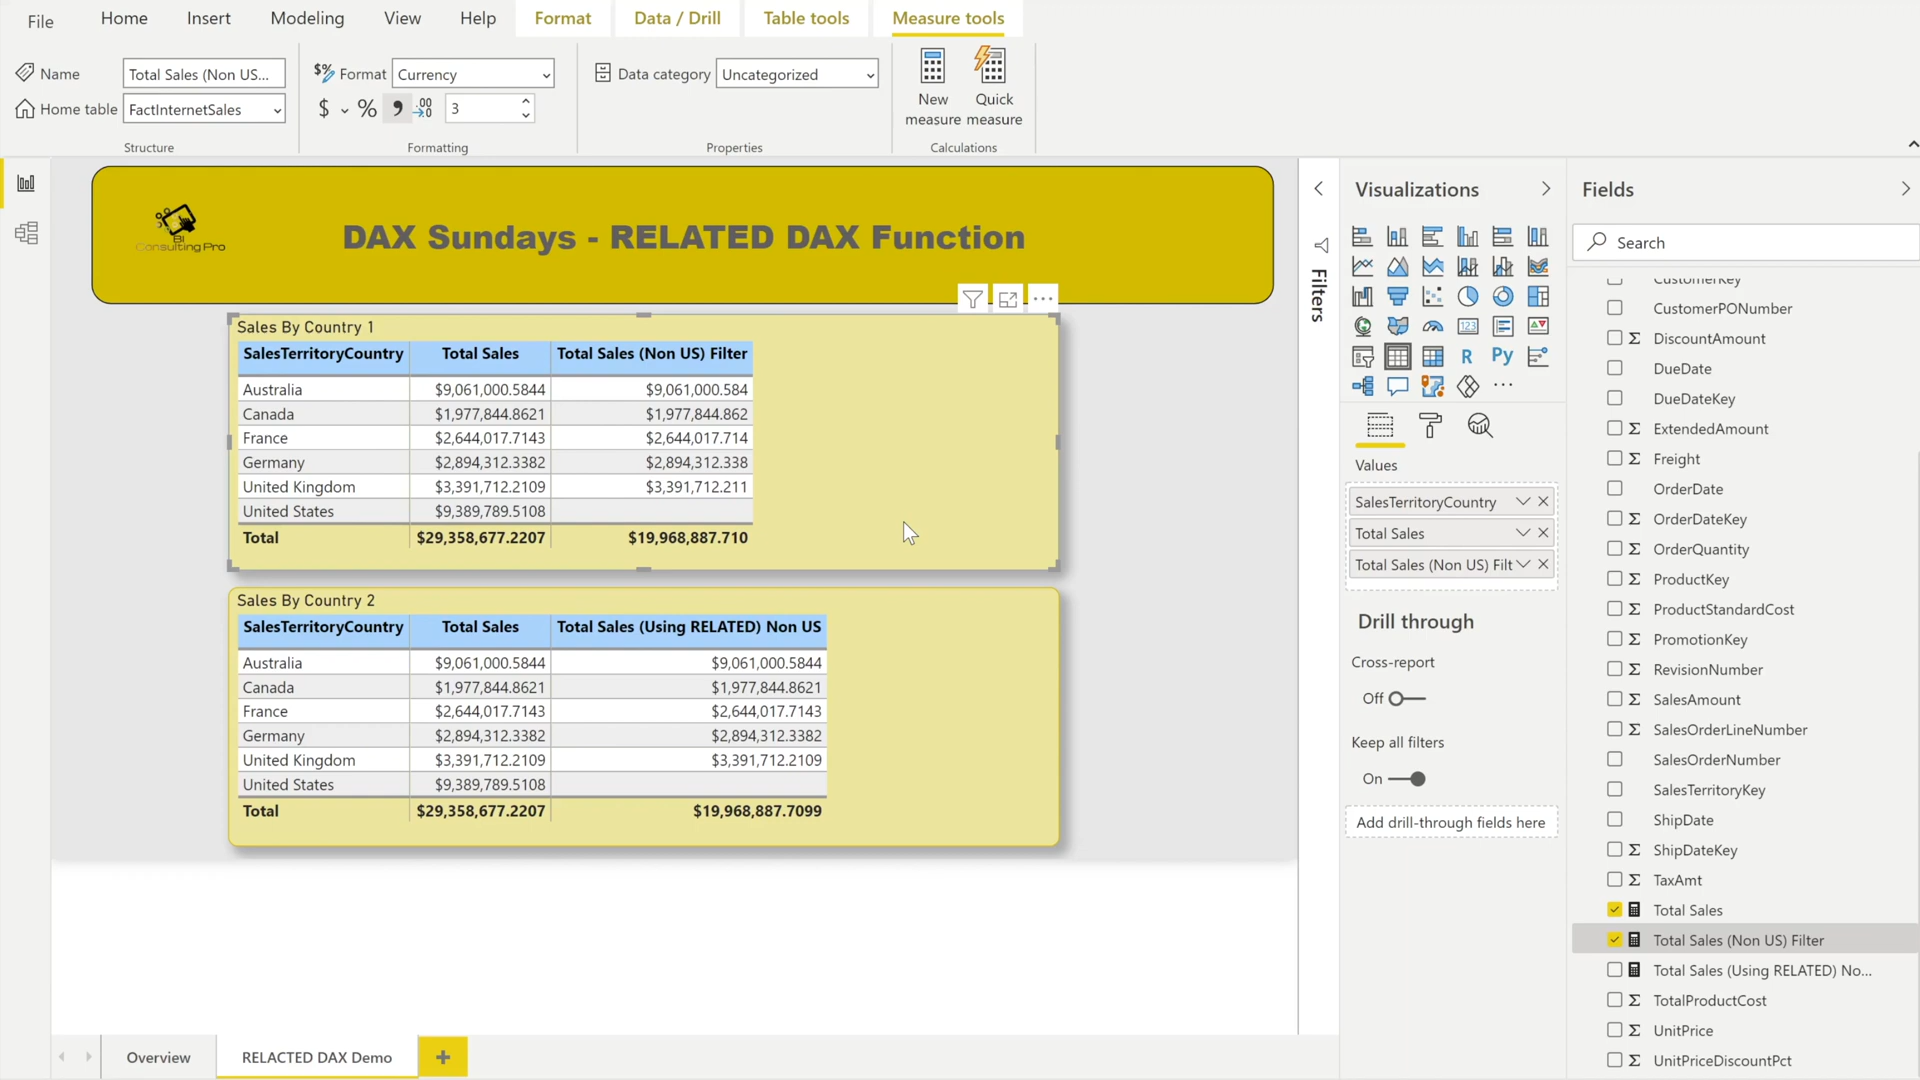 File Home Insert Modeling View Help Format Data / Drill Table tools Measure tools
Name Total Sales (Non US...
Home table FactInternetSales
Structure
$% Format Currency
$ % , .00 3
Formatting
Data category Uncategorized
Properties
New measure
Quick measure
Calculations
BI
Consulting Pro
DAX Sundays - RELATED DAX Function
Sales By Country 1
SalesTerritoryCountry Total Sales Total Sales (Non US) Filter
Australia $9,061,000.5844 $9,061,000.584
Canada $1,977,844.8621 $1,977,844.862
France $2,644,017.7143 $2,644,017.714
Germany $2,894,312.3382 $2,894,312.338
United Kingdom $3,391,712.2109 $3,391,712.211
United States $9,389,789.5108
Total $29,358,677.2207 $19,968,887.710
Sales By Country 2
SalesTerritoryCountry Total Sales Total Sales (Using RELATED) Non US
Australia $9,061,000.5844 $9,061,000.5844
Canada $1,977,844.8621 $1,977,844.8621
France $2,644,017.7143 $2,644,017.7143
Germany $2,894,312.3382 $2,894,312.3382
United Kingdom $3,391,712.2109 $3,391,712.2109
United States $9,389,789.5108
Total $29,358,677.2207 $19,968,887.7099
Overview
RELACTED DAX Demo
+
Filters
Visualizations
123
R
Py
...
Values
SalesTerritoryCountry
Total Sales
Total Sales (Non US) Filt
Drill through
Cross-report
Off
Keep all filters
On
Add drill-through fields here
Fields
Search
CustomerKey
CustomerPONumber
Σ DiscountAmount
DueDate
DueDateKey
Σ ExtendedAmount
Σ Freight
OrderDate
Σ OrderDateKey
Σ OrderQuantity
Σ ProductKey
Σ ProductStandardCost
Σ PromotionKey
Σ RevisionNumber
Σ SalesAmount
Σ SalesOrderLineNumber
SalesOrderNumber
Σ SalesTerritoryKey
ShipDate
Σ ShipDateKey
Σ TaxAmt
Total Sales
Total Sales (Non US) Filter
Total Sales (Using RELATED) No...
Σ TotalProductCost
Σ UnitPrice
Σ UnitPriceDiscountPct